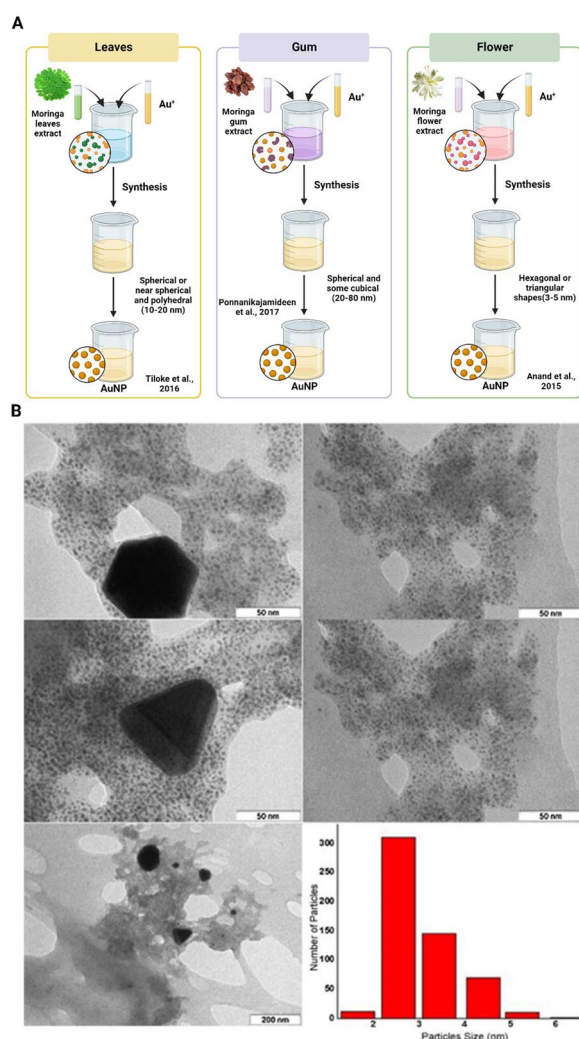 A
Leaves
Moringa
leaves
extract
Au⁺
Synthesis
Spherical or
near spherical
and polyhedral
(10-20 nm)
AuNP
Tiloke et al.,
2016
Gum
Moringa
gum
extract
Au⁺
Synthesis
Spherical and
some cubical
(20-80 nm)
Ponnanikajamideen
et al., 2017
AuNP
Flower
Moringa
flower
extract
Au⁺
Synthesis
Hexagonal or
triangular
shapes(3-5 nm)
AuNP
Anand et al.,
2015
B
50 nm
50 nm
50 nm
50 nm
200 nm
Number of Particles
300
250
200
150
100
50
0
2 3 4 5 6
Particles Size (nm)